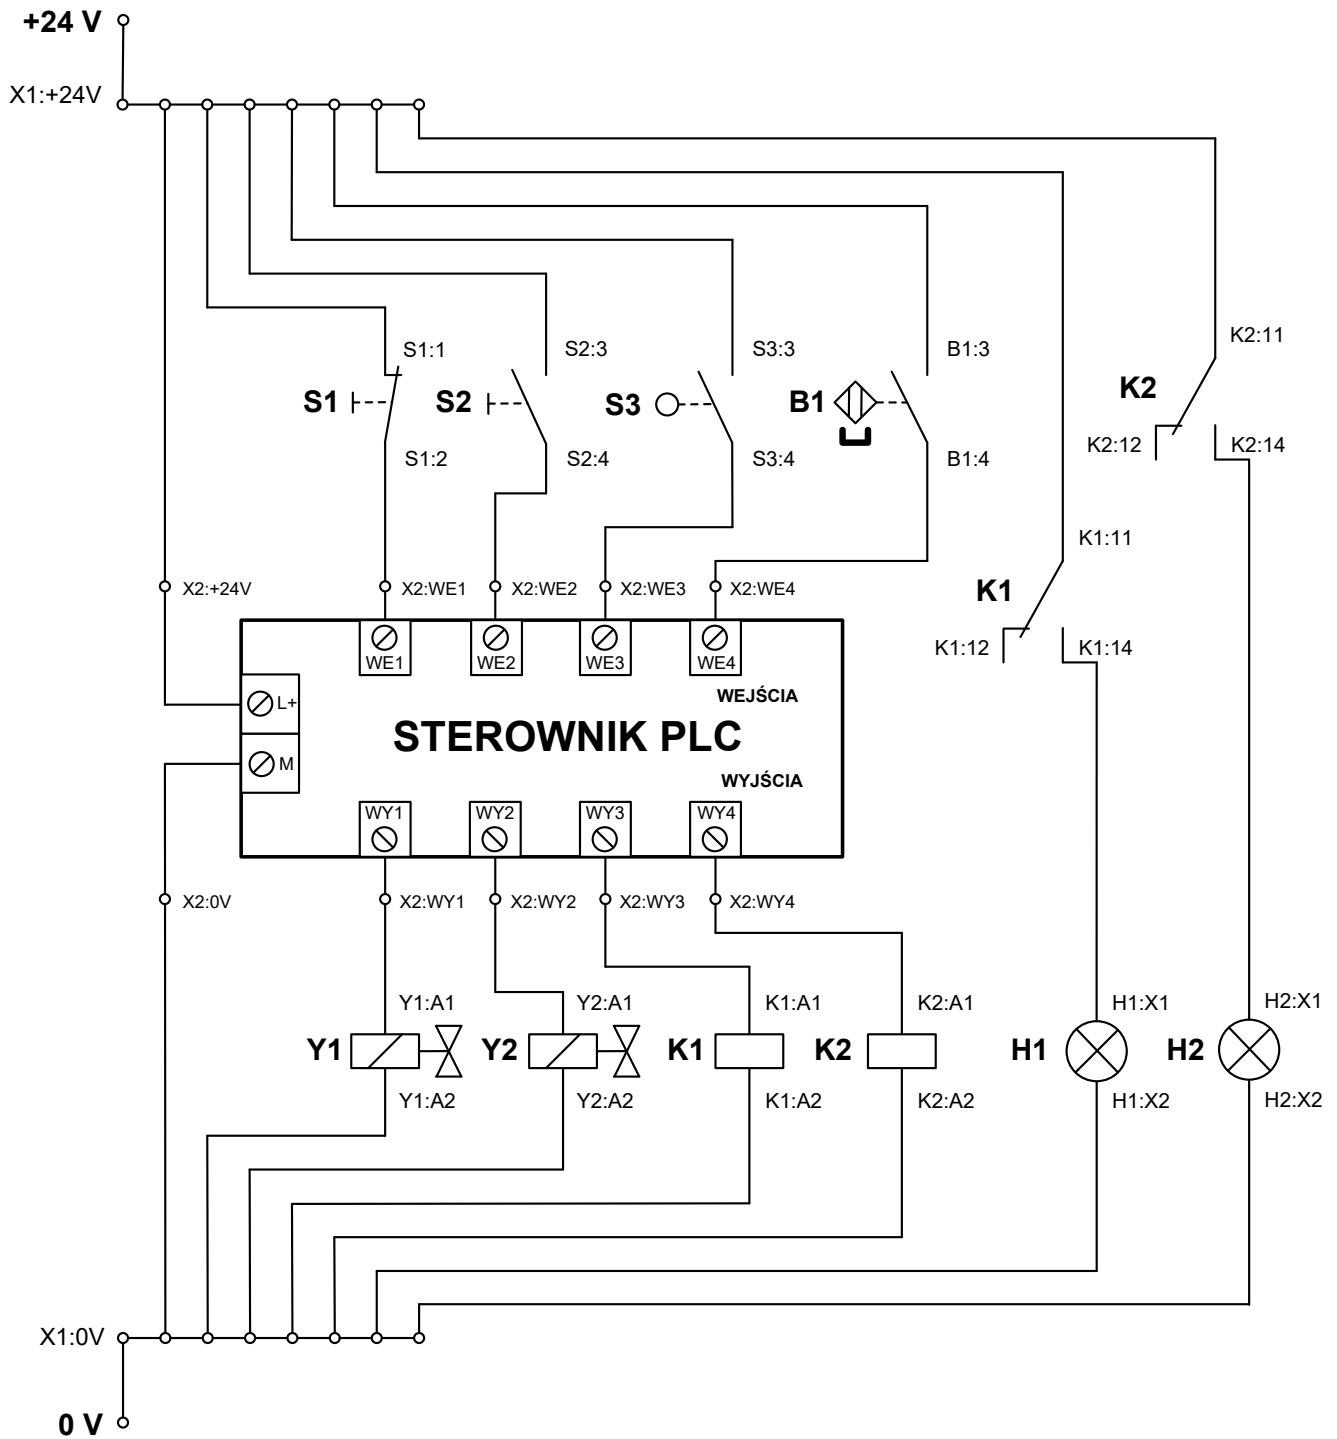 +24 V
X1:+24V
K2:11
S1:1
S2:3
S3:3
B1:3
K2
S1
S2
S3
B1
K2:12
K2:14
S1:2
S2:4
S3:4
B1:4
K1:11
X2:+24V
X2:WE1
X2:WE2
X2:WE3
X2:WE4
K1
K1:12
K1:14
WE1
WE2
WE3
WE4
L+
WEJŚCIA
STEROWNIK PLC
M
WYJŚCIA
WY1
WY2
WY3
WY4
X2:0V
X2:WY1
X2:WY2
X2:WY3
X2:WY4
Y1:A1
Y2:A1
K1:A1
K2:A1
H1:X1
H2:X1
Y1
Y2
K1
K2
H1
H2
Y1:A2
Y2:A2
K1:A2
K2:A2
H1:X2
H2:X2
X1:0V
0 V